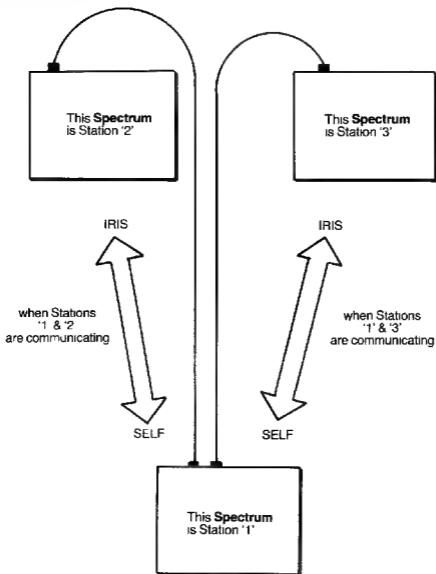 This Spectrum
is Station '2'
This Spectrum
is Station '3'
IRIS
IRIS
when Stations
'1 & '2
are communicating
when Stations
'1' & '3'
are communicating
SELF
SELF
This Spectrum
is Station '1'